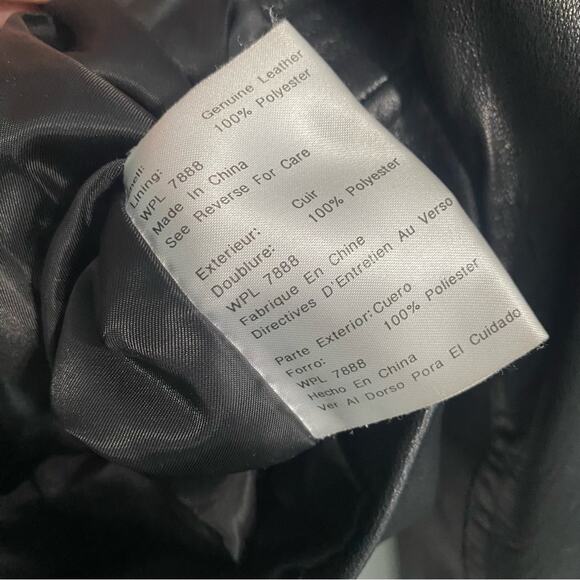 Shell: Genuine Leather
Lining: 100% Polyester
WPL 7888
Made In China
See Reverse For Care
Exterieur: Cuir
Doublure: 100% Polyester
WPL 7888
Fabrique En Chine
Directives D'Entretien Au Verso
Parte Exterior: Cuero
Forro: 100% Poliester
WPL 7888
Hecho En China
Ver Al Dorso Pora El Cuidado